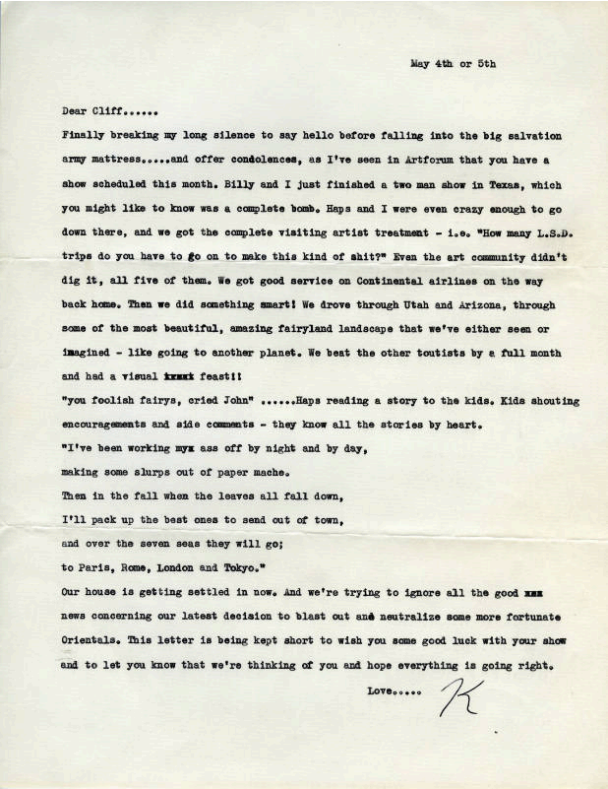 May 4th or 5th
Dear Cliff......
Finally breaking my long silence to say hello before falling into the big salvation
army mattress.....and offer condolences, as I've seen in Artforum that you have a
show scheduled this month. Billy and I just finished a two man show in Texas, which
you might like to know was a complete bomb. Haps and I were even crazy enough to go
down there, and we got the complete visiting artist treatment - i.e. "How many L.S.D.
trips do you have to go on to make this kind of shit?" Even the art community didn't
dig it, all five of them. We got good service on Continental airlines on the way
back home. Then we did something smart! We drove through Utah and Arizona, through
some of the most beautiful, amazing fairyland landscape that we've either seen or
imagined - like going to another planet. We beat the other toutists by a full month
and had a visual feast!!
"you foolish fairys, cried John" ......Haps reading a story to the kids. Kids shouting
encouragements and side comments - they know all the stories by heart.
"I've been working my ass off by night and by day,
making some slurps out of paper mache.
Then in the fall when the leaves all fall down,
I'll pack up the best ones to send out of town,
and over the seven seas they will go;
to Paris, Rome, London and Tokyo."
Our house is getting settled in now. And we're trying to ignore all the good xxx
news concerning our latest decision to blast out and neutralize some more fortunate
Orientals. This letter is being kept short to wish you some good luck with your show
and to let you know that we're thinking of you and hope everything is going right.
Love..... K